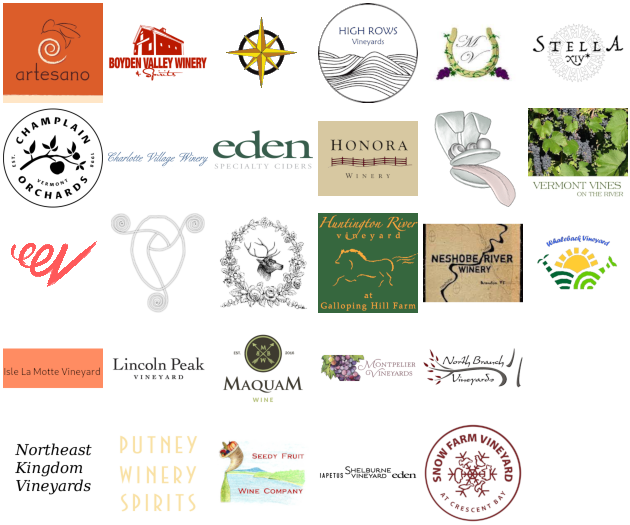 artesano
BOYDEN VALLEY WINERY
& Spirits
HIGH ROWS
Vineyards
M
V
STELLA
XIV*
CHAMPLAIN
ORCHARDS
VERMONT
EST.
Charlotte Village Winery
eden
SPECIALTY CIDERS
HONORA
WINERY
VERMONT VINES
ON THE RIVER
ev
Huntington River
vineyard
at
Galloping Hill Farm
NESHOBE RIVER
WINERY
Whaleback Vineyard
Isle La Motte Vineyard
Lincoln Peak
VINEYARD
EST.
MAQUAM
WINE
MONTPELIER
VINEYARDS
North Branch
Vineyards
Northeast
Kingdom
Vineyards
PUTNEY
WINERY
SPIRITS
SEEDY FRUIT
WINE COMPANY
IAPETUS
SHELBURNE
VINEYARD
eden
SNOW FARM VINEYARD
AT CRESCENT BAY